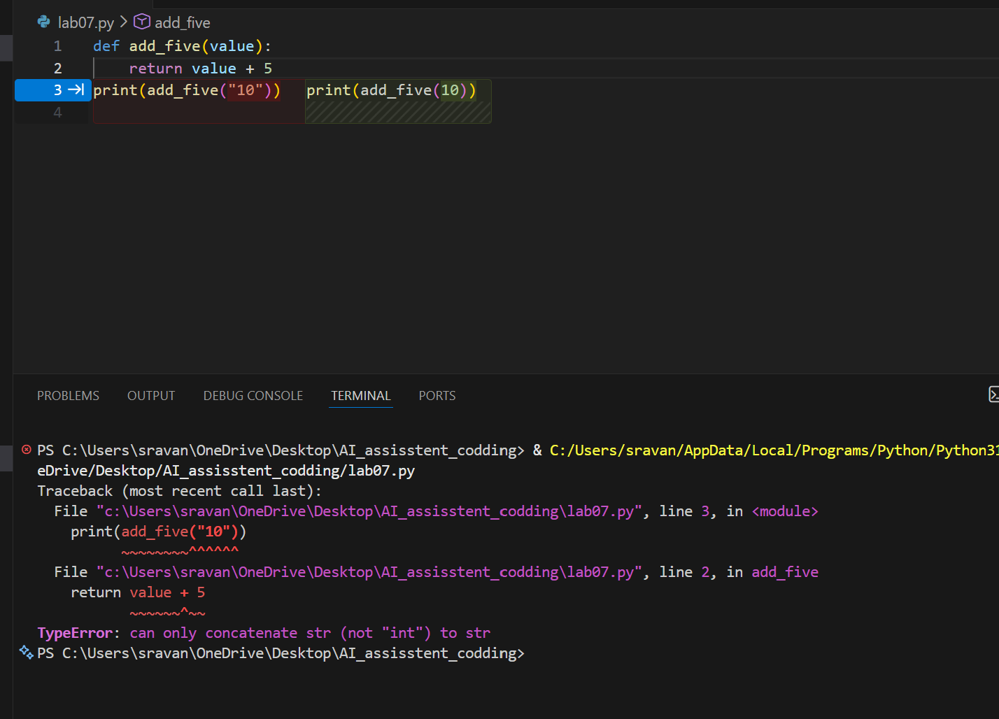 lab07.py > add_five
1 def add_five(value):
2 return value + 5
3 print(add_five("10")) print(add_five(10))
4
PROBLEMS OUTPUT DEBUG CONSOLE TERMINAL PORTS
PS C:\Users\sravan\OneDrive\Desktop\AI_assisstent_codding> & C:/Users/sravan/AppData/Local/Programs/Python/Python31
eDrive/Desktop/AI_assisstent_codding/lab07.py
Traceback (most recent call last):
File "c:\Users\sravan\OneDrive\Desktop\AI_assisstent_codding\lab07.py", line 3, in <module>
print(add_five("10"))
~~~~~~~~^^^^^^
File "c:\Users\sravan\OneDrive\Desktop\AI_assisstent_codding\lab07.py", line 2, in add_five
return value + 5
~~~~~~^~~
TypeError: can only concatenate str (not "int") to str
PS C:\Users\sravan\OneDrive\Desktop\AI_assisstent_codding>